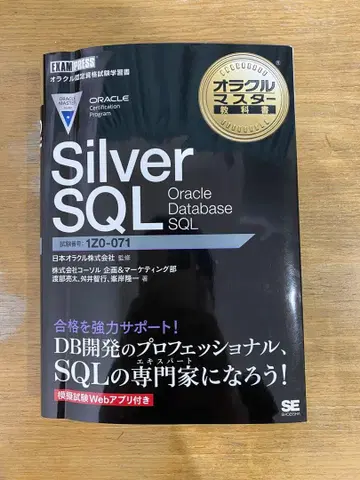 EXAMPRESS
オラクル認定資格試験学習書
ORACLE MASTER
ORACLE
Certification
Program
オラクル
マスター
教科書
Silver
SQL
Oracle
Database
SQL
試験番号:1Z0-071
日本オラクル株式会社 監修
株式会社コーソル 企画&マーケティング部
渡部亮太、舛井智行、峯岸隆一 著
合格を強力サポート!
DB開発のプロフェッショナル、
エキスパート
SQLの専門家になろう!
模擬試験Webアプリ付き
SE
SHOEISHA